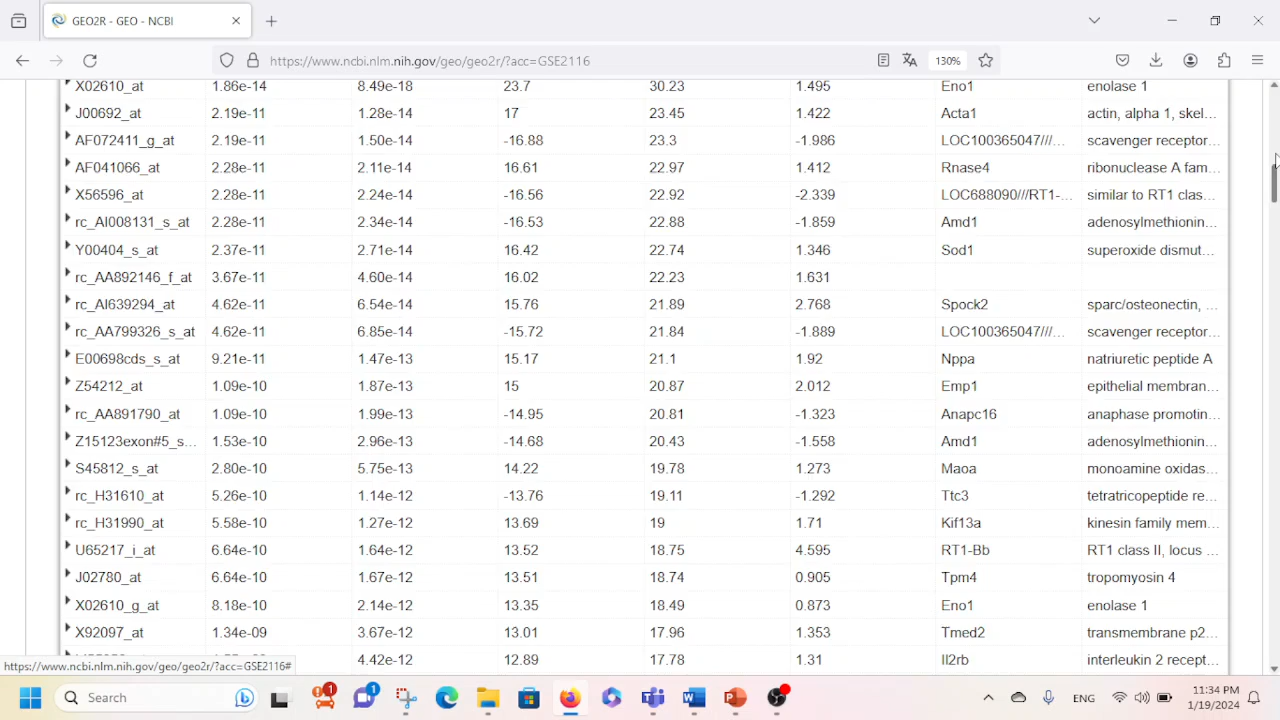 GEO2R - GEO - NCBI
https://www.ncbi.nlm.nih.gov/geo/geo2r/?acc=GSE2116
130%
X02610_at 1.86e-14 8.49e-18 23.7 30.23 1.495 Eno1 enolase 1
J00692_at 2.19e-11 1.28e-14 17 23.45 1.422 Acta1 actin, alpha 1, skel...
AF072411_g_at 2.19e-11 1.50e-14 -16.88 23.3 -1.986 LOC100365047///... scavenger receptor...
AF041066_at 2.28e-11 2.11e-14 16.61 22.97 1.412 Rnase4 ribonuclease A fam...
X56596_at 2.28e-11 2.24e-14 -16.56 22.92 -2.339 LOC688090///RT1-... similar to RT1 clas...
rc_AI008131_s_at 2.28e-11 2.34e-14 -16.53 22.88 -1.859 Amd1 adenosylmethionin...
Y00404_s_at 2.37e-11 2.71e-14 16.42 22.74 1.346 Sod1 superoxide dismut...
rc_AA892146_f_at 3.67e-11 4.60e-14 16.02 22.23 1.631
rc_AI639294_at 4.62e-11 6.54e-14 15.76 21.89 2.768 Spock2 sparc/osteonectin, ...
rc_AA799326_s_at 4.62e-11 6.85e-14 -15.72 21.84 -1.889 LOC100365047///... scavenger receptor...
E00698cds_s_at 9.21e-11 1.47e-13 15.17 21.1 1.92 Nppa natriuretic peptide A
Z54212_at 1.09e-10 1.87e-13 15 20.87 2.012 Emp1 epithelial membran...
rc_AA891790_at 1.09e-10 1.99e-13 -14.95 20.81 -1.323 Anapc16 anaphase promotin...
Z15123exon#5_s... 1.53e-10 2.96e-13 -14.68 20.43 -1.558 Amd1 adenosylmethionin...
S45812_s_at 2.80e-10 5.75e-13 14.22 19.78 1.273 Maoa monoamine oxidas...
rc_H31610_at 5.26e-10 1.14e-12 -13.76 19.11 -1.292 Ttc3 tetratricopeptide re...
rc_H31990_at 5.58e-10 1.27e-12 13.69 19 1.71 Kif13a kinesin family mem...
U65217_i_at 6.64e-10 1.64e-12 13.52 18.75 4.595 RT1-Bb RT1 class II, locus ...
J02780_at 6.64e-10 1.67e-12 13.51 18.74 0.905 Tpm4 tropomyosin 4
X02610_g_at 8.18e-10 2.14e-12 13.35 18.49 0.873 Eno1 enolase 1
X92097_at 1.34e-09 3.67e-12 13.01 17.96 1.353 Tmed2 transmembrane p2...
4.42e-12 12.89 17.78 1.31 Il2rb interleukin 2 recept...
https://www.ncbi.nlm.nih.gov/geo/geo2r/?acc=GSE2116#
Search
1
1
ENG
11:34 PM
1/19/2024